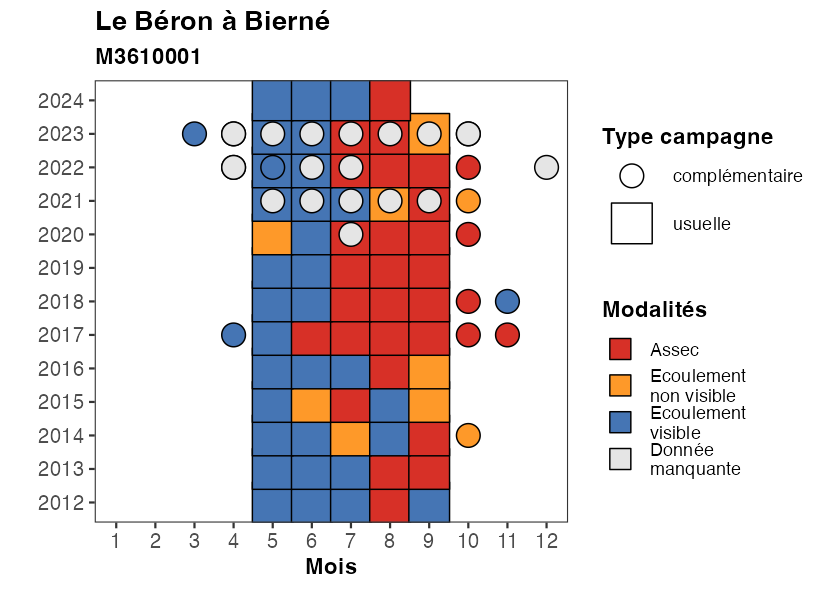 Le Béron à Bierné
M3610001
2024
2023
2022
2021
2020
2019
2018
2017
2016
2015
2014
2013
2012
1 2 3 4 5 6 7 8 9 10 11 12
Mois
Type campagne
complémentaire
usuelle
Modalités
Assec
Ecoulement
non visible
Ecoulement
visible
Donnée
manquante